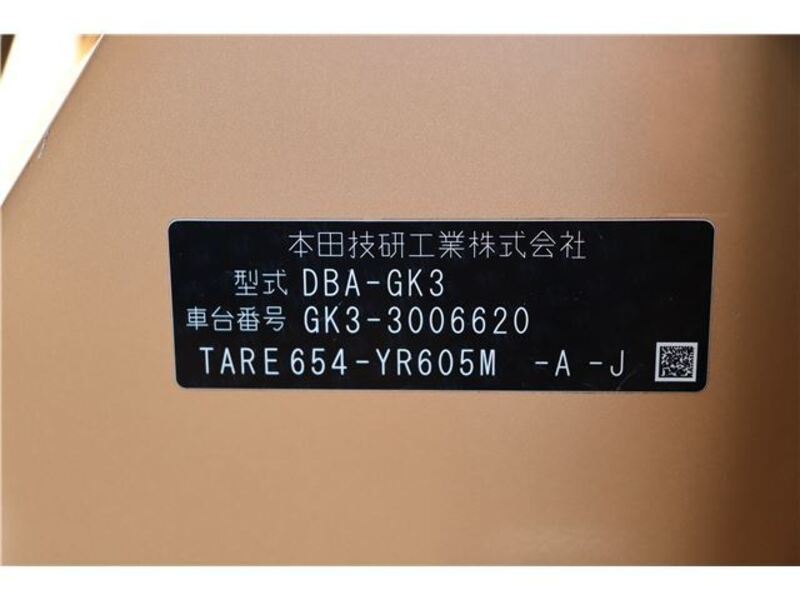 本田技研工業株式会社
型式 DBA-GK3
車台番号 GK3-3006620
TARE654-YR605M -A -J